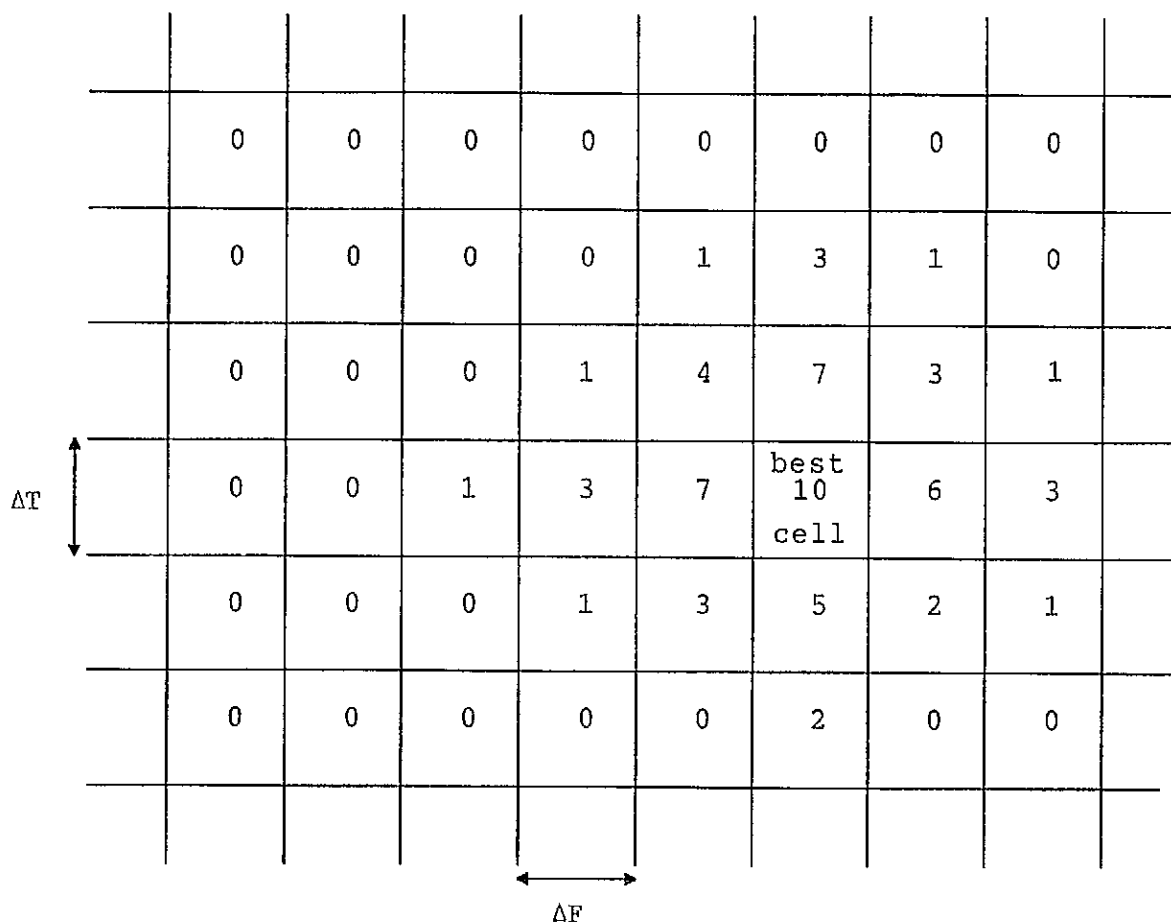 0 0 0 0 0 0 0 0
0 0 0 0 1 3 1 0
0 0 0 1 4 7 3 1
best
ΔT 0 0 1 3 7 10 6 3
cell
0 0 0 1 3 5 2 1
0 0 0 0 0 2 0 0
ΔF